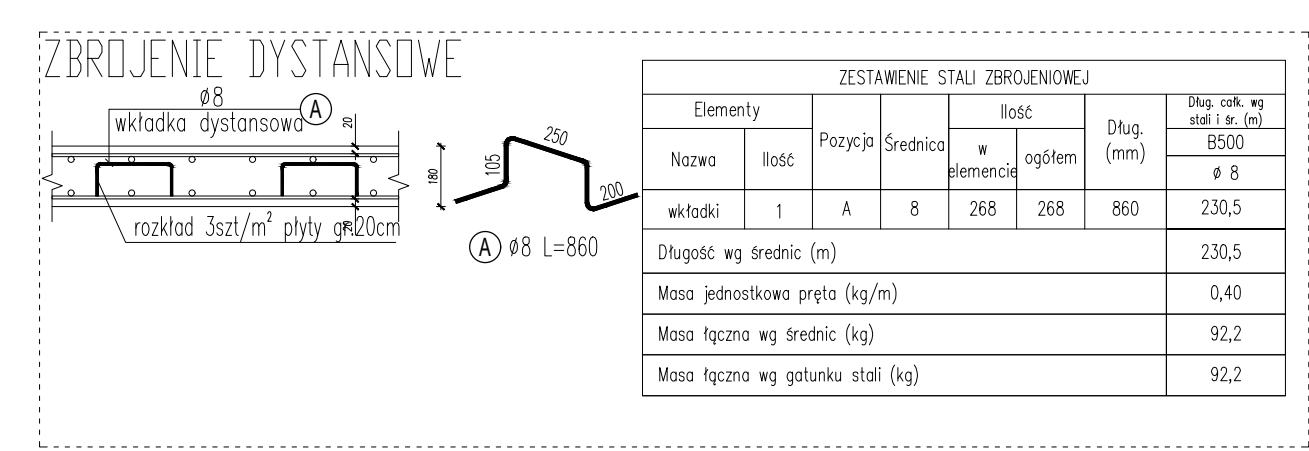 ZBROJENIE DYSTANSOWE
ø8
wkładka dystansowa
A
20
180
20
rozkład 3szt/m² płyty gr.20cm
105
250
200
A ø8 L=860
ZESTAWIENIE STALI ZBROJENIOWEJ
Elementy
Nazwa
Ilość
Pozycja
Średnica
Ilość
w
elemencie
ogółem
Dług.
(mm)
Dług. całk. wg
stali i śr. (m)
B500
ø 8
wkładki 1 A 8 268 268 860 230,5
Długość wg średnic (m) 230,5
Masa jednostkowa pręta (kg/m) 0,40
Masa łączna wg średnic (kg) 92,2
Masa łączna wg gatunku stali (kg) 92,2